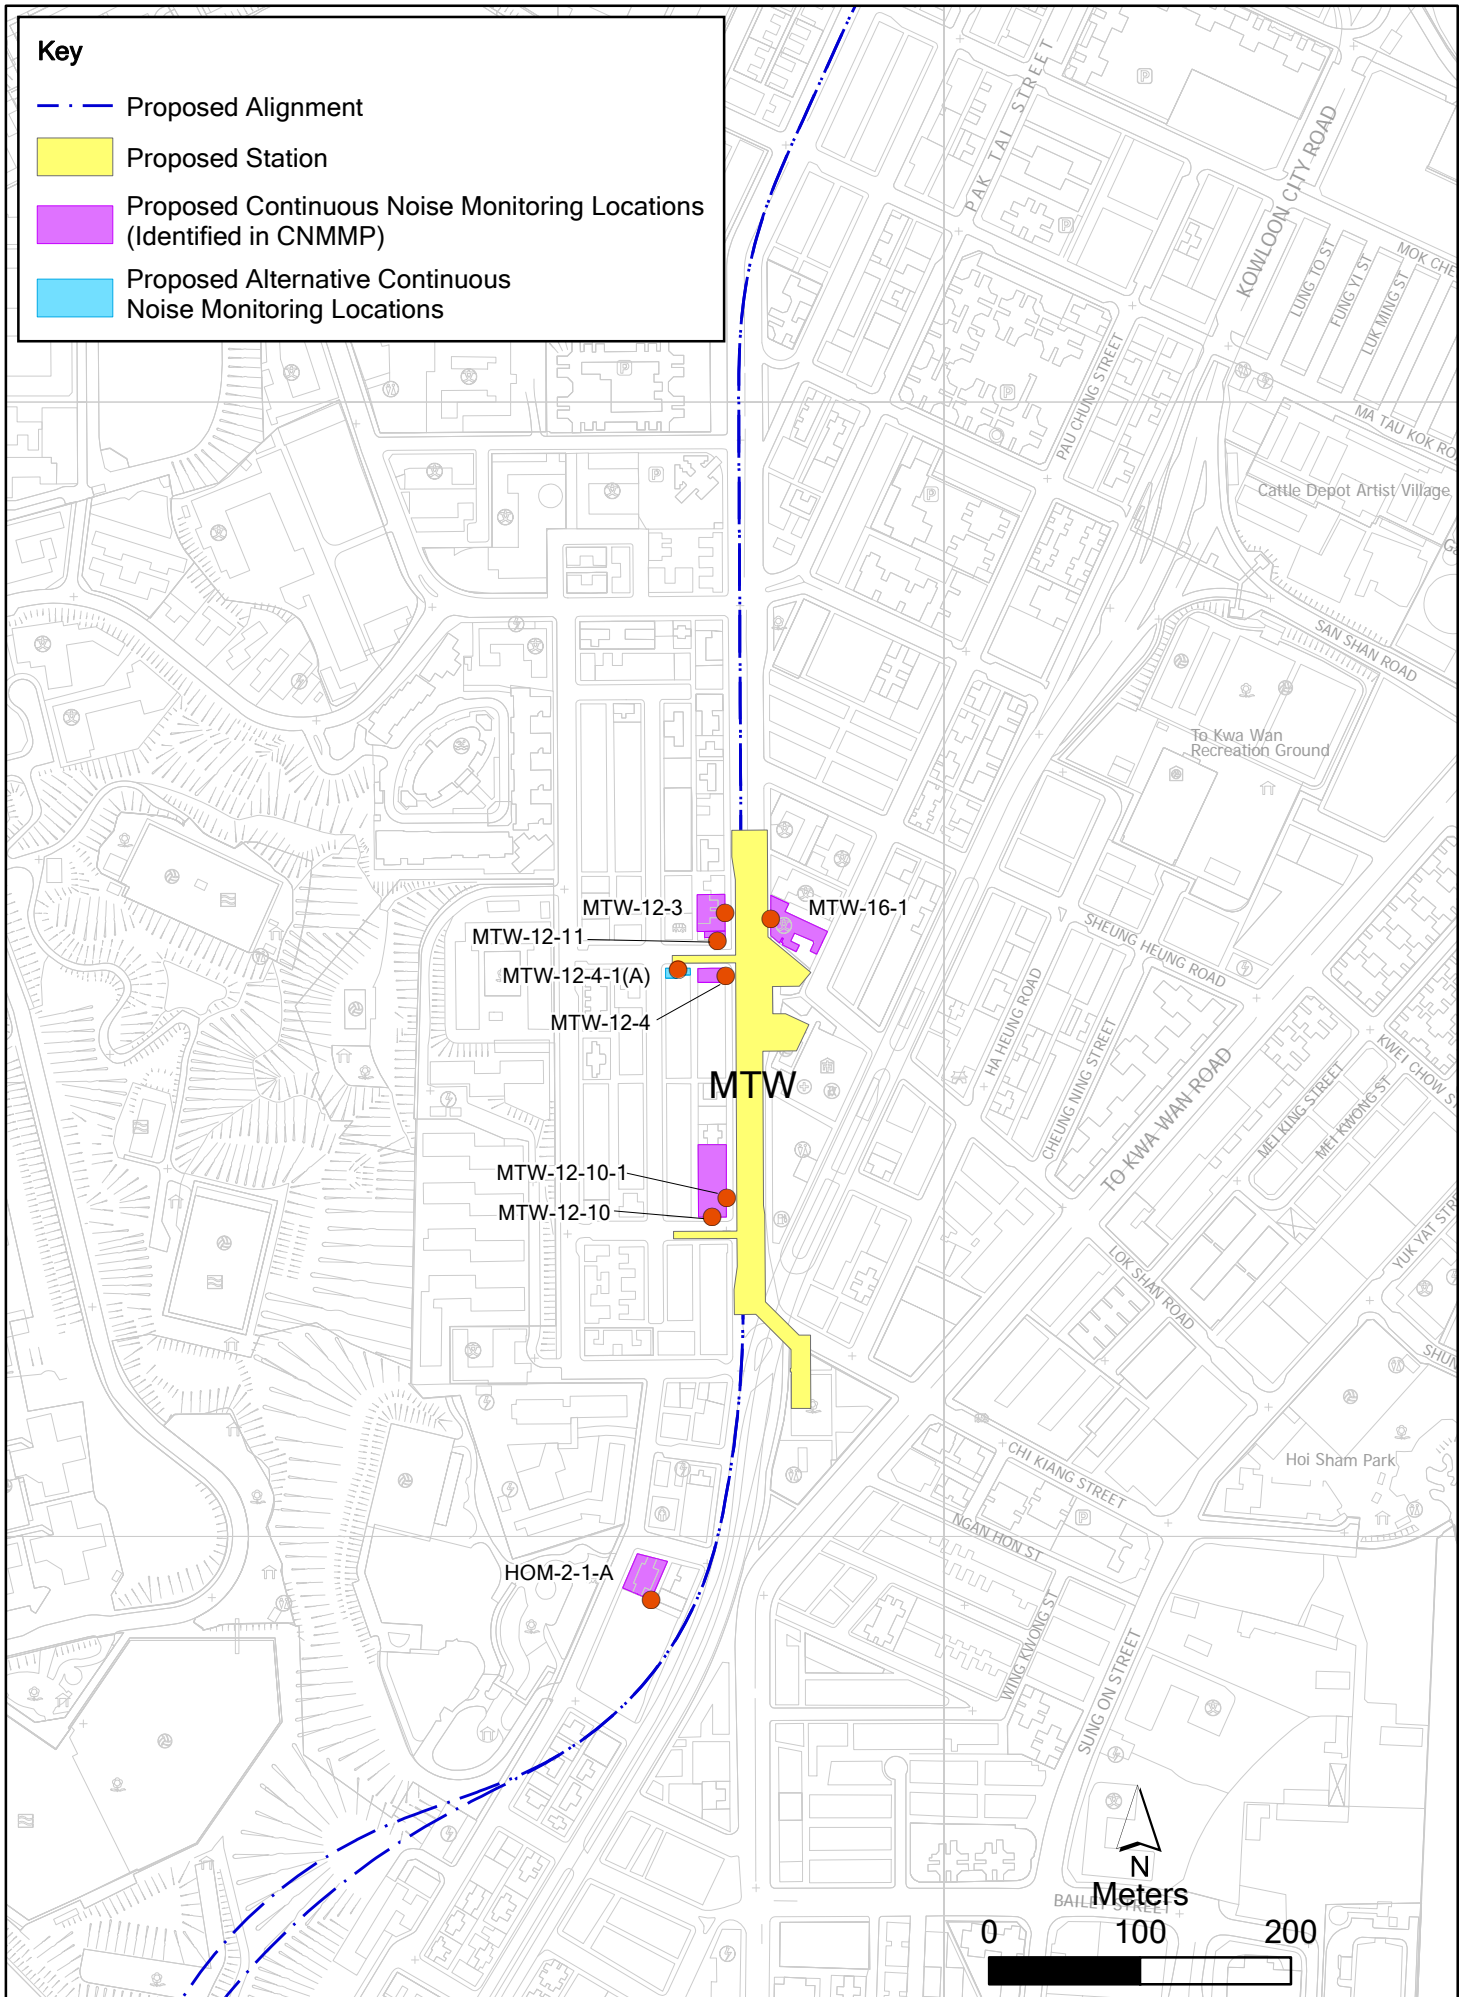 Key
Proposed Alignment
Proposed Station
Proposed Continuous Noise Monitoring Locations
(Identified in CNMMP)
Proposed Alternative Continuous
Noise Monitoring Locations
PAK TAI STREET
KOWLOON CITY ROAD
MOK CHE
LUNG TO ST
FUNG YI ST
LUK MING ST
PAU CHUNG STREET
MA TAU KOK RO
Cattle Depot Artist Village
SAN SHAN ROAD
To Kwa Wan
Recreation Ground
MTW-12-3
MTW-16-1
MTW-12-11
MTW-12-4-1(A)
MTW-12-4
SHEUNG HEUNG ROAD
HA HEUNG ROAD
CHEUNG NING STREET
TO KWA WAN ROAD
MEI KING STREET
MEI KWONG ST
KWEI CHOW S
MTW
MTW-12-10-1
MTW-12-10
LOK SHAN ROAD
YUK YAT STR
SHUN
CHI KIANG STREET
Hoi Sham Park
NGAN HON ST
HOM-2-1-A
WING KWONG ST
SUNG ON STREET
N
Meters
BAILEY STREET
0 100 200